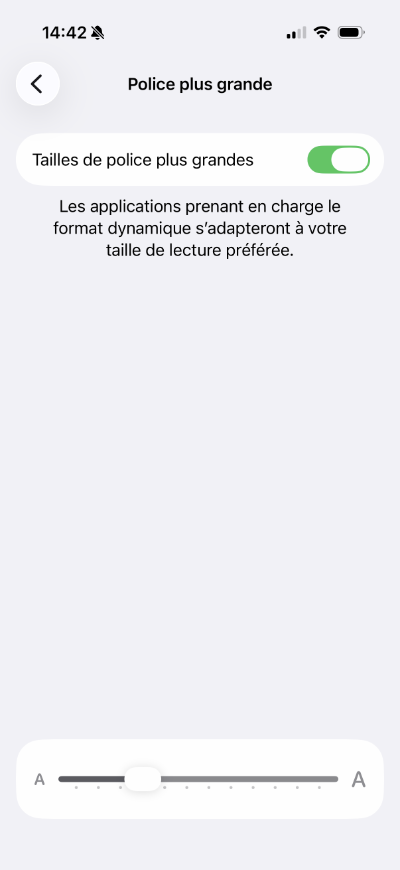 14:42
Police plus grande
Tailles de police plus grandes
Les applications prenant en charge le
format dynamique s’adapteront à votre
taille de lecture préférée.
A A